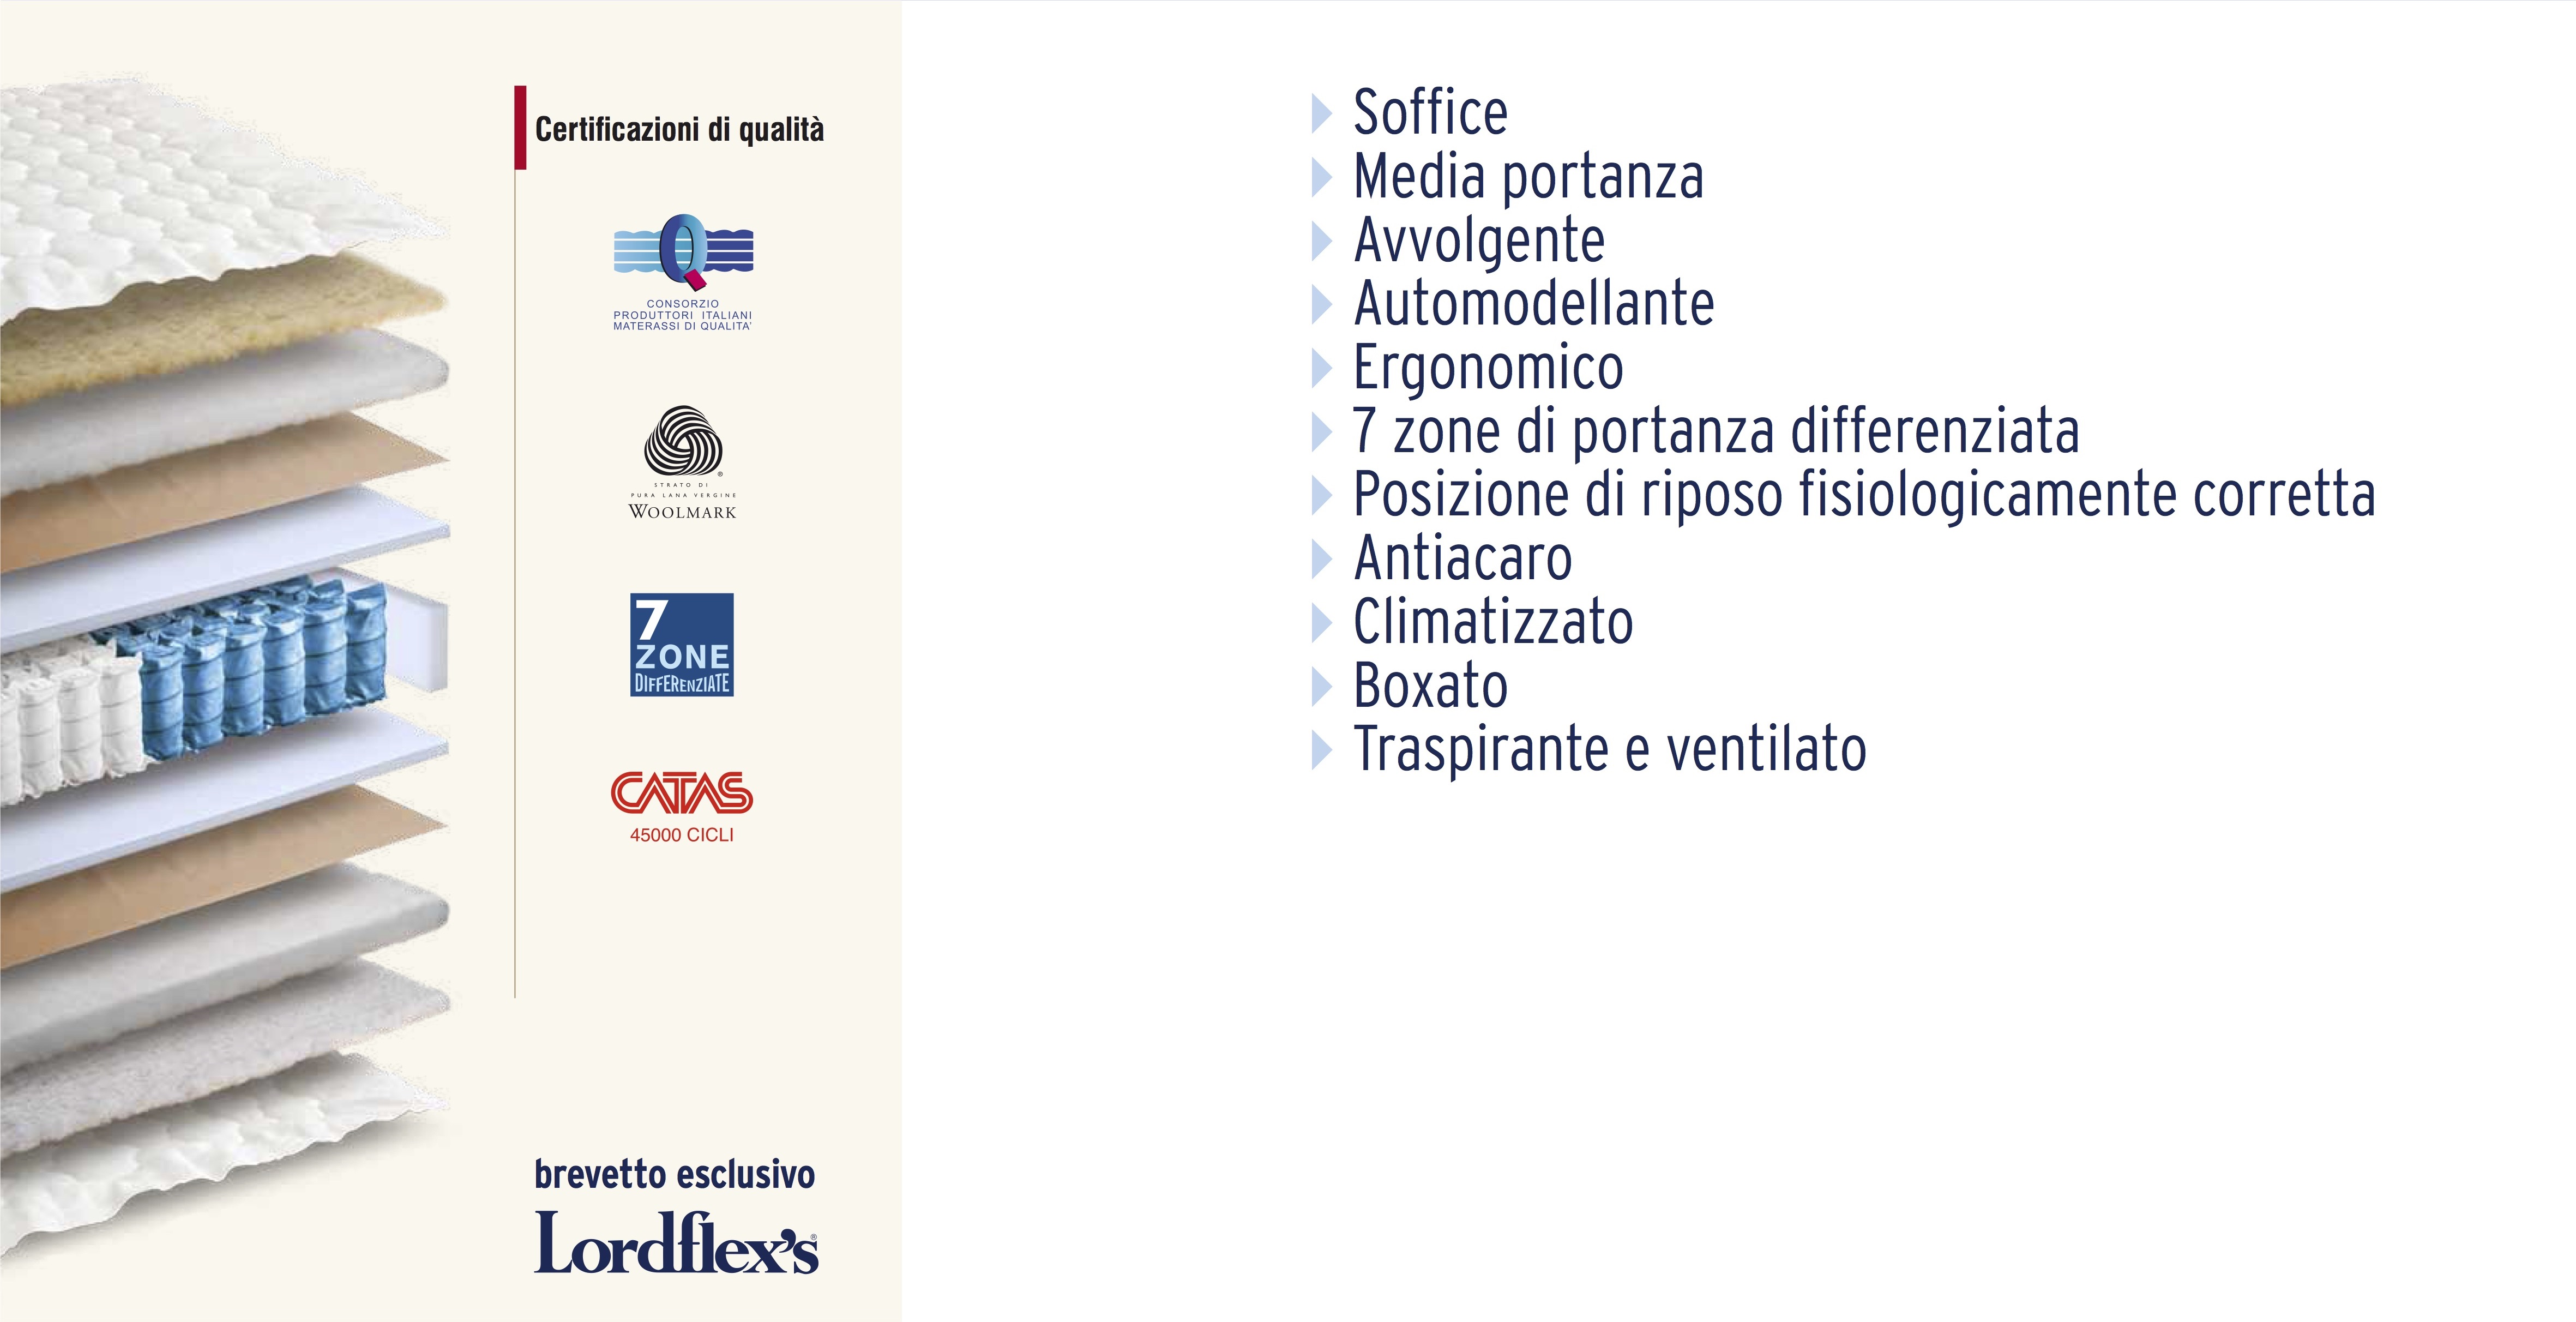 Certificazioni di qualità
Q
CONSORZIO
PRODUTTORI ITALIANI
MATERASSI DI QUALITA'
®
STRATO DI
PURA LANA VERGINE
WOOLMARK
7
ZONE
DIFFERENZIATE
CATAS
45000 CICLI
brevetto esclusivo
Lordflex's®
Soffice
Media portanza
Avvolgente
Automodellante
Ergonomico
7 zone di portanza differenziata
Posizione di riposo fisiologicamente corretta
Antiacaro
Climatizzato
Boxato
Traspirante e ventilato